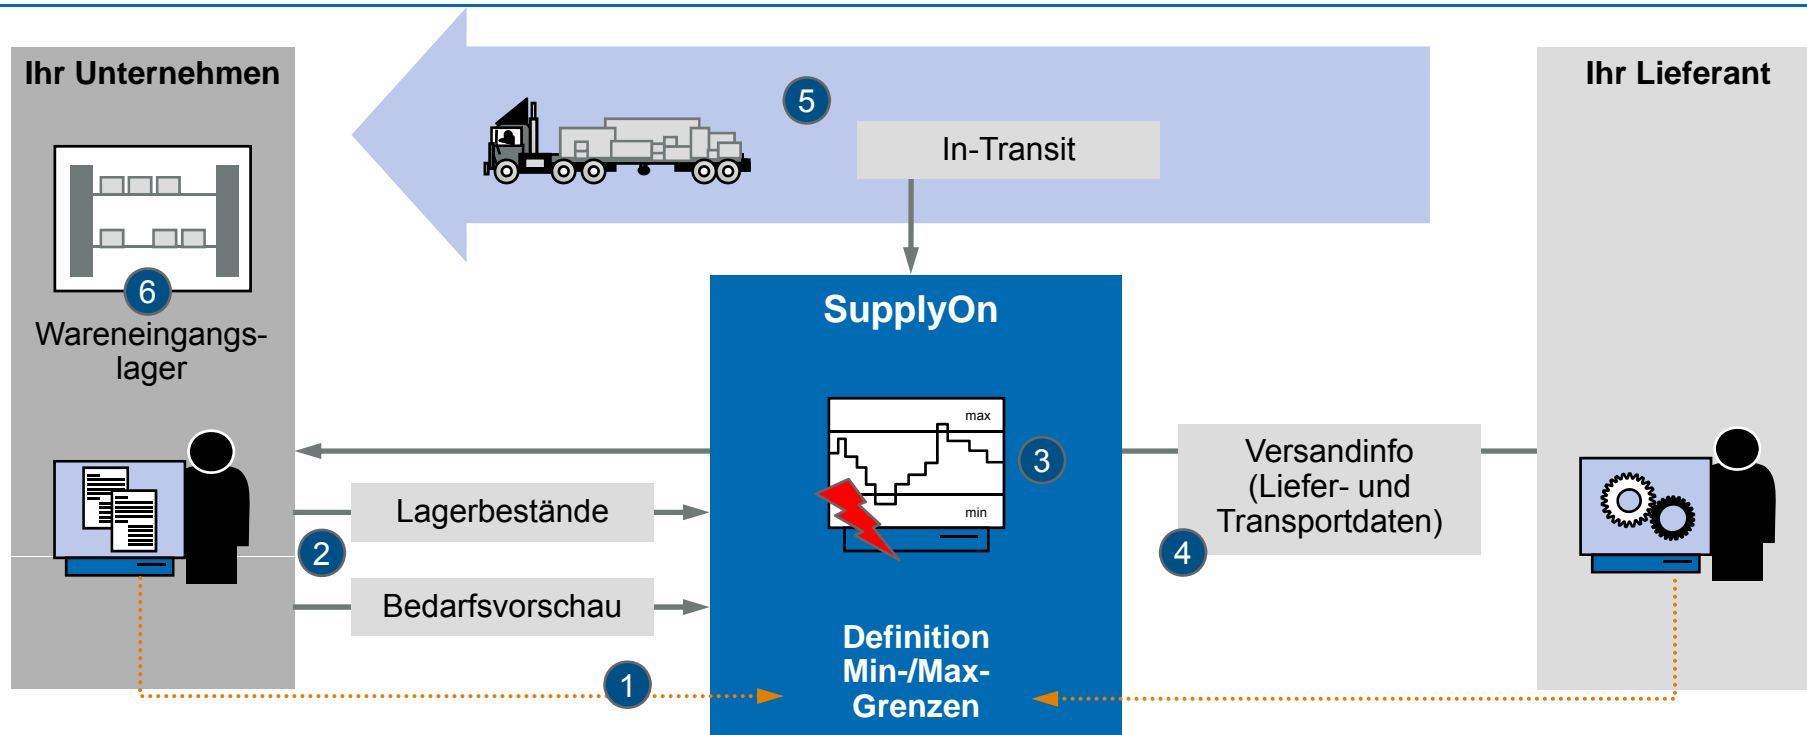 Ihr Unternehmen
5
Ihr Lieferant
In-Transit
6
Wareneingangs-
lager
SupplyOn
max
3
min
Lagerbestände
2
Bedarfsvorschau
Versandinfo
(Liefer- und
Transportdaten)
4
1
Definition
Min-/Max-
Grenzen